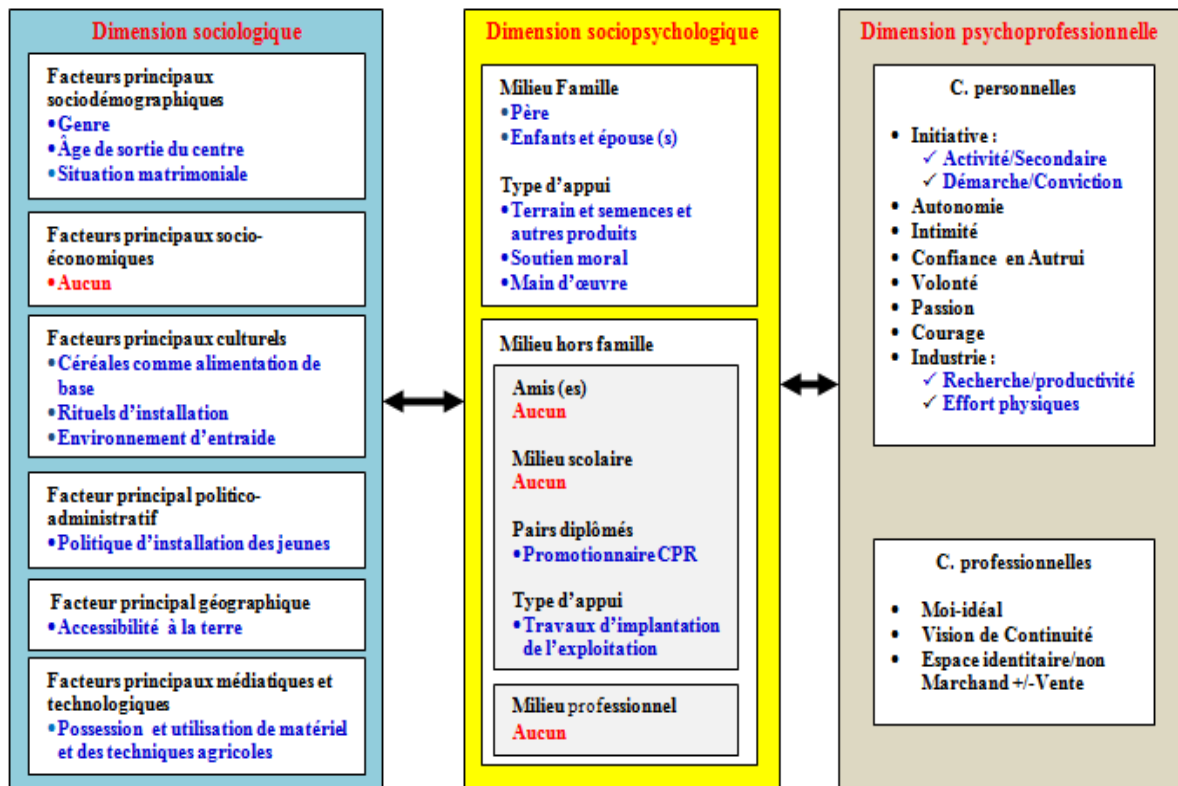 Dimension sociologique
Facteurs principaux
sociodémographiques
•Genre
•Âge de sortie du centre
•Situation matrimoniale
Facteurs principaux socio-
économiques
•Aucun
Facteurs principaux culturels
•Céréales comme alimentation de
base
•Rituels d'installation
•Environnement d'entraide
Facteur principal politico-
administratif
•Politique d'installation des jeunes
Facteur principal géographique
•Accessibilité à la terre
Facteurs principaux médiatiques et
technologiques
•Possession et utilisation de matériel
et des techniques agricoles
Dimension sociopsychologique
Milieu Famille
•Père
•Enfants et épouse (s)
Type d'appui
•Terrain et semences et
autres produits
•Soutien moral
•Main d'œuvre
Milieu hors famille
Amis (es)
Aucun
Milieu scolaire
Aucun
Pairs diplômés
•Promotionnaire CPR
Type d'appui
•Travaux d'implantation
de l'exploitation
Milieu professionnel
Aucun
Dimension psychoprofessionnelle
C. personnelles
• Initiative :
✓ Activité/Secondaire
✓ Démarche/Conviction
• Autonomie
• Intimité
• Confiance en Autrui
• Volonté
• Passion
• Courage
• Industrie :
✓ Recherche/productivité
✓ Effort physiques
C. professionnelles
• Moi-idéal
• Vision de Continuité
• Espace identitaire/non
Marchand +/-Vente